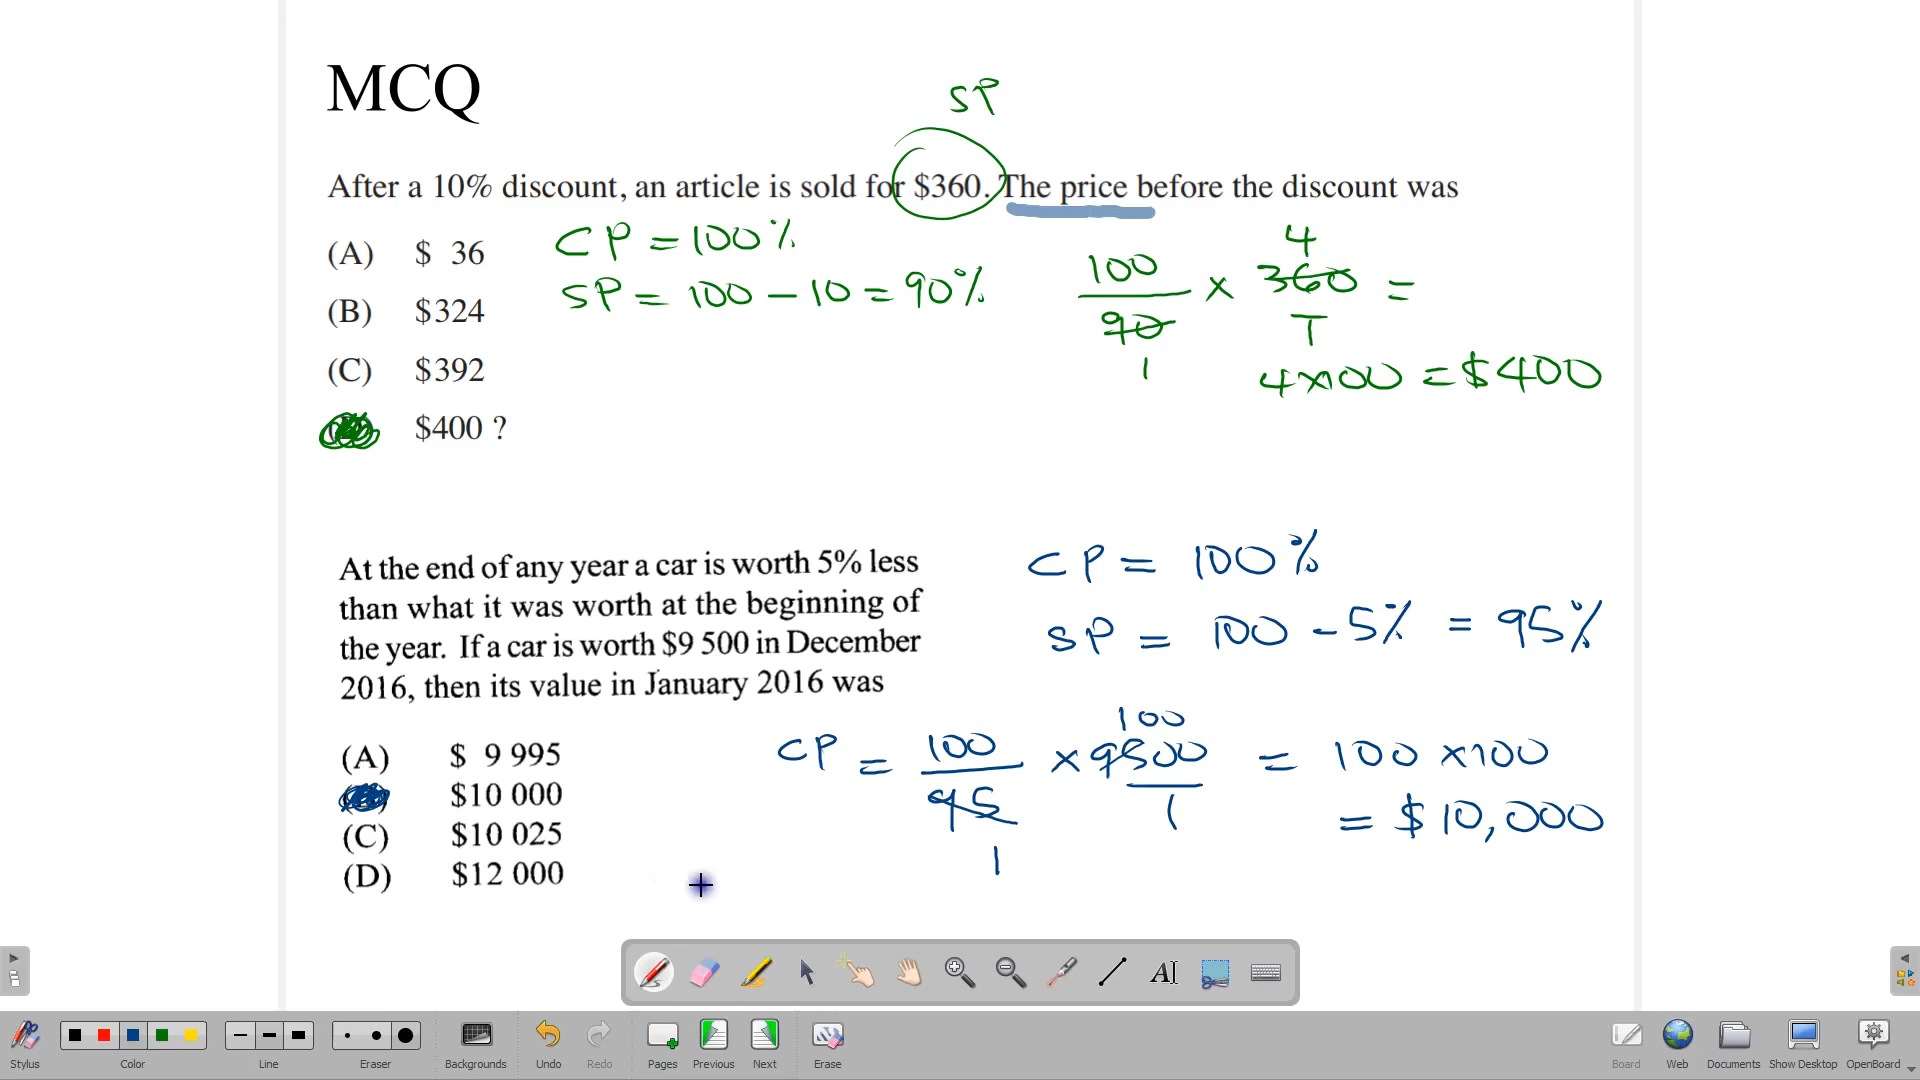 MCQ
SP
After a 10% discount, an article is sold for $360. The price before the discount was
(A) $ 36
(B) $324
(C) $392
$400 ?
CP = 100%
SP = 100 - 10 = 90%
4
100 × 360 =
90 1
1
4×100 = $400
At the end of any year a car is worth 5% less
than what it was worth at the beginning of
the year. If a car is worth $9 500 in December
2016, then its value in January 2016 was
(A) $ 9 995
$10 000
(C) $10 025
(D) $12 000
CP = 100%
SP = 100 - 5% = 95%
100
CP = 100 × 9500 = 100 × 100
95 1
1
= $10,000
AI
Stylus
Color
Line
Eraser
Backgrounds
Undo
Redo
Pages
Previous
Next
Erase
Board
Web
Documents
Show Desktop
OpenBoard